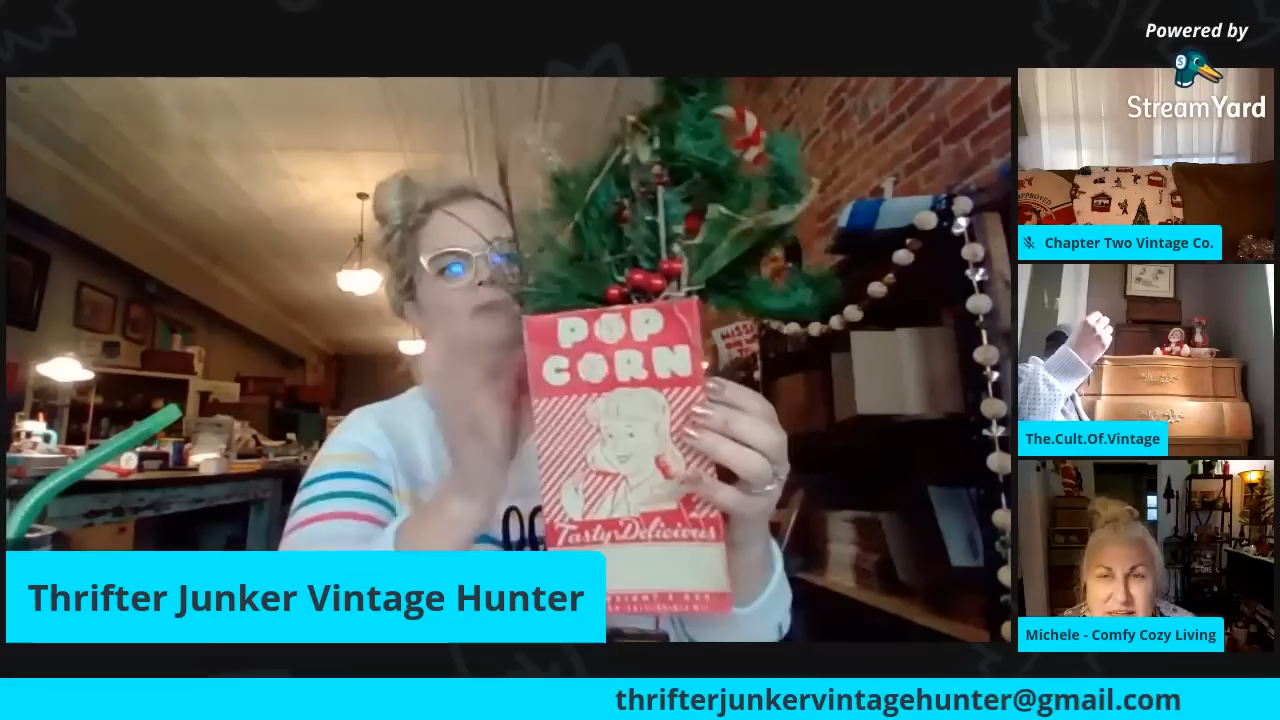 Powered by
StreamYard
POP
CORN
Tasty Delicious
APPROVED
Chapter Two Vintage Co.
The.Cult.Of.Vintage
Michele - Comfy Cozy Living
Thrifter Junker Vintage Hunter
thrifterjunkervintagehunter@gmail.com